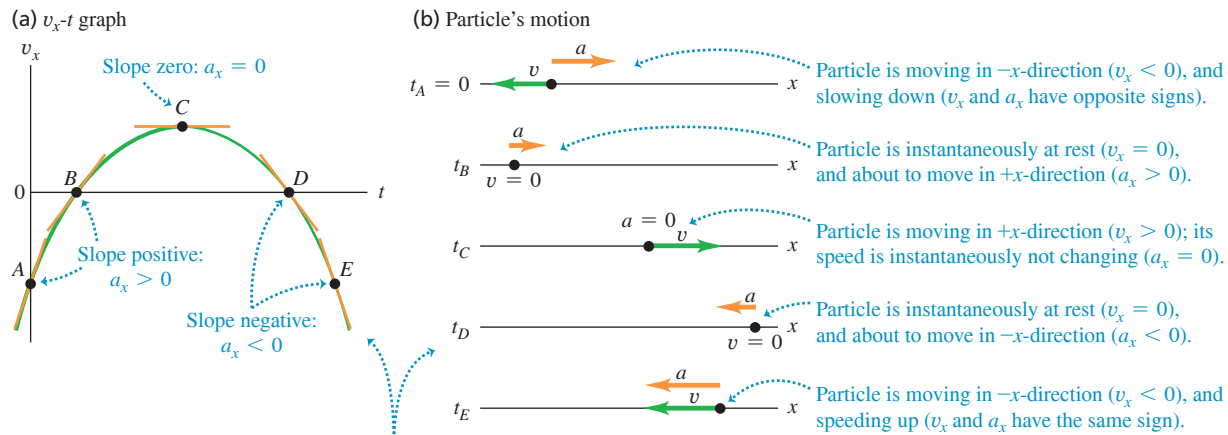 (a) vₓ-t graph
vₓ
Slope zero: aₓ = 0
C
B
D
0
t
A
E
Slope positive:
aₓ > 0
Slope negative:
aₓ < 0
(b) Particle’s motion
a
v
t_A = 0
x
Particle is moving in −x-direction (vₓ < 0), and
slowing down (vₓ and aₓ have opposite signs).
a
t_B
v = 0
x
Particle is instantaneously at rest (vₓ = 0),
and about to move in +x-direction (aₓ > 0).
a = 0
v
t_C
x
Particle is moving in +x-direction (vₓ > 0); its
speed is instantaneously not changing (aₓ = 0).
a
t_D
v = 0
x
Particle is instantaneously at rest (vₓ = 0),
and about to move in −x-direction (aₓ < 0).
a
v
t_E
x
Particle is moving in −x-direction (vₓ < 0), and
speeding up (vₓ and aₓ have the same sign).